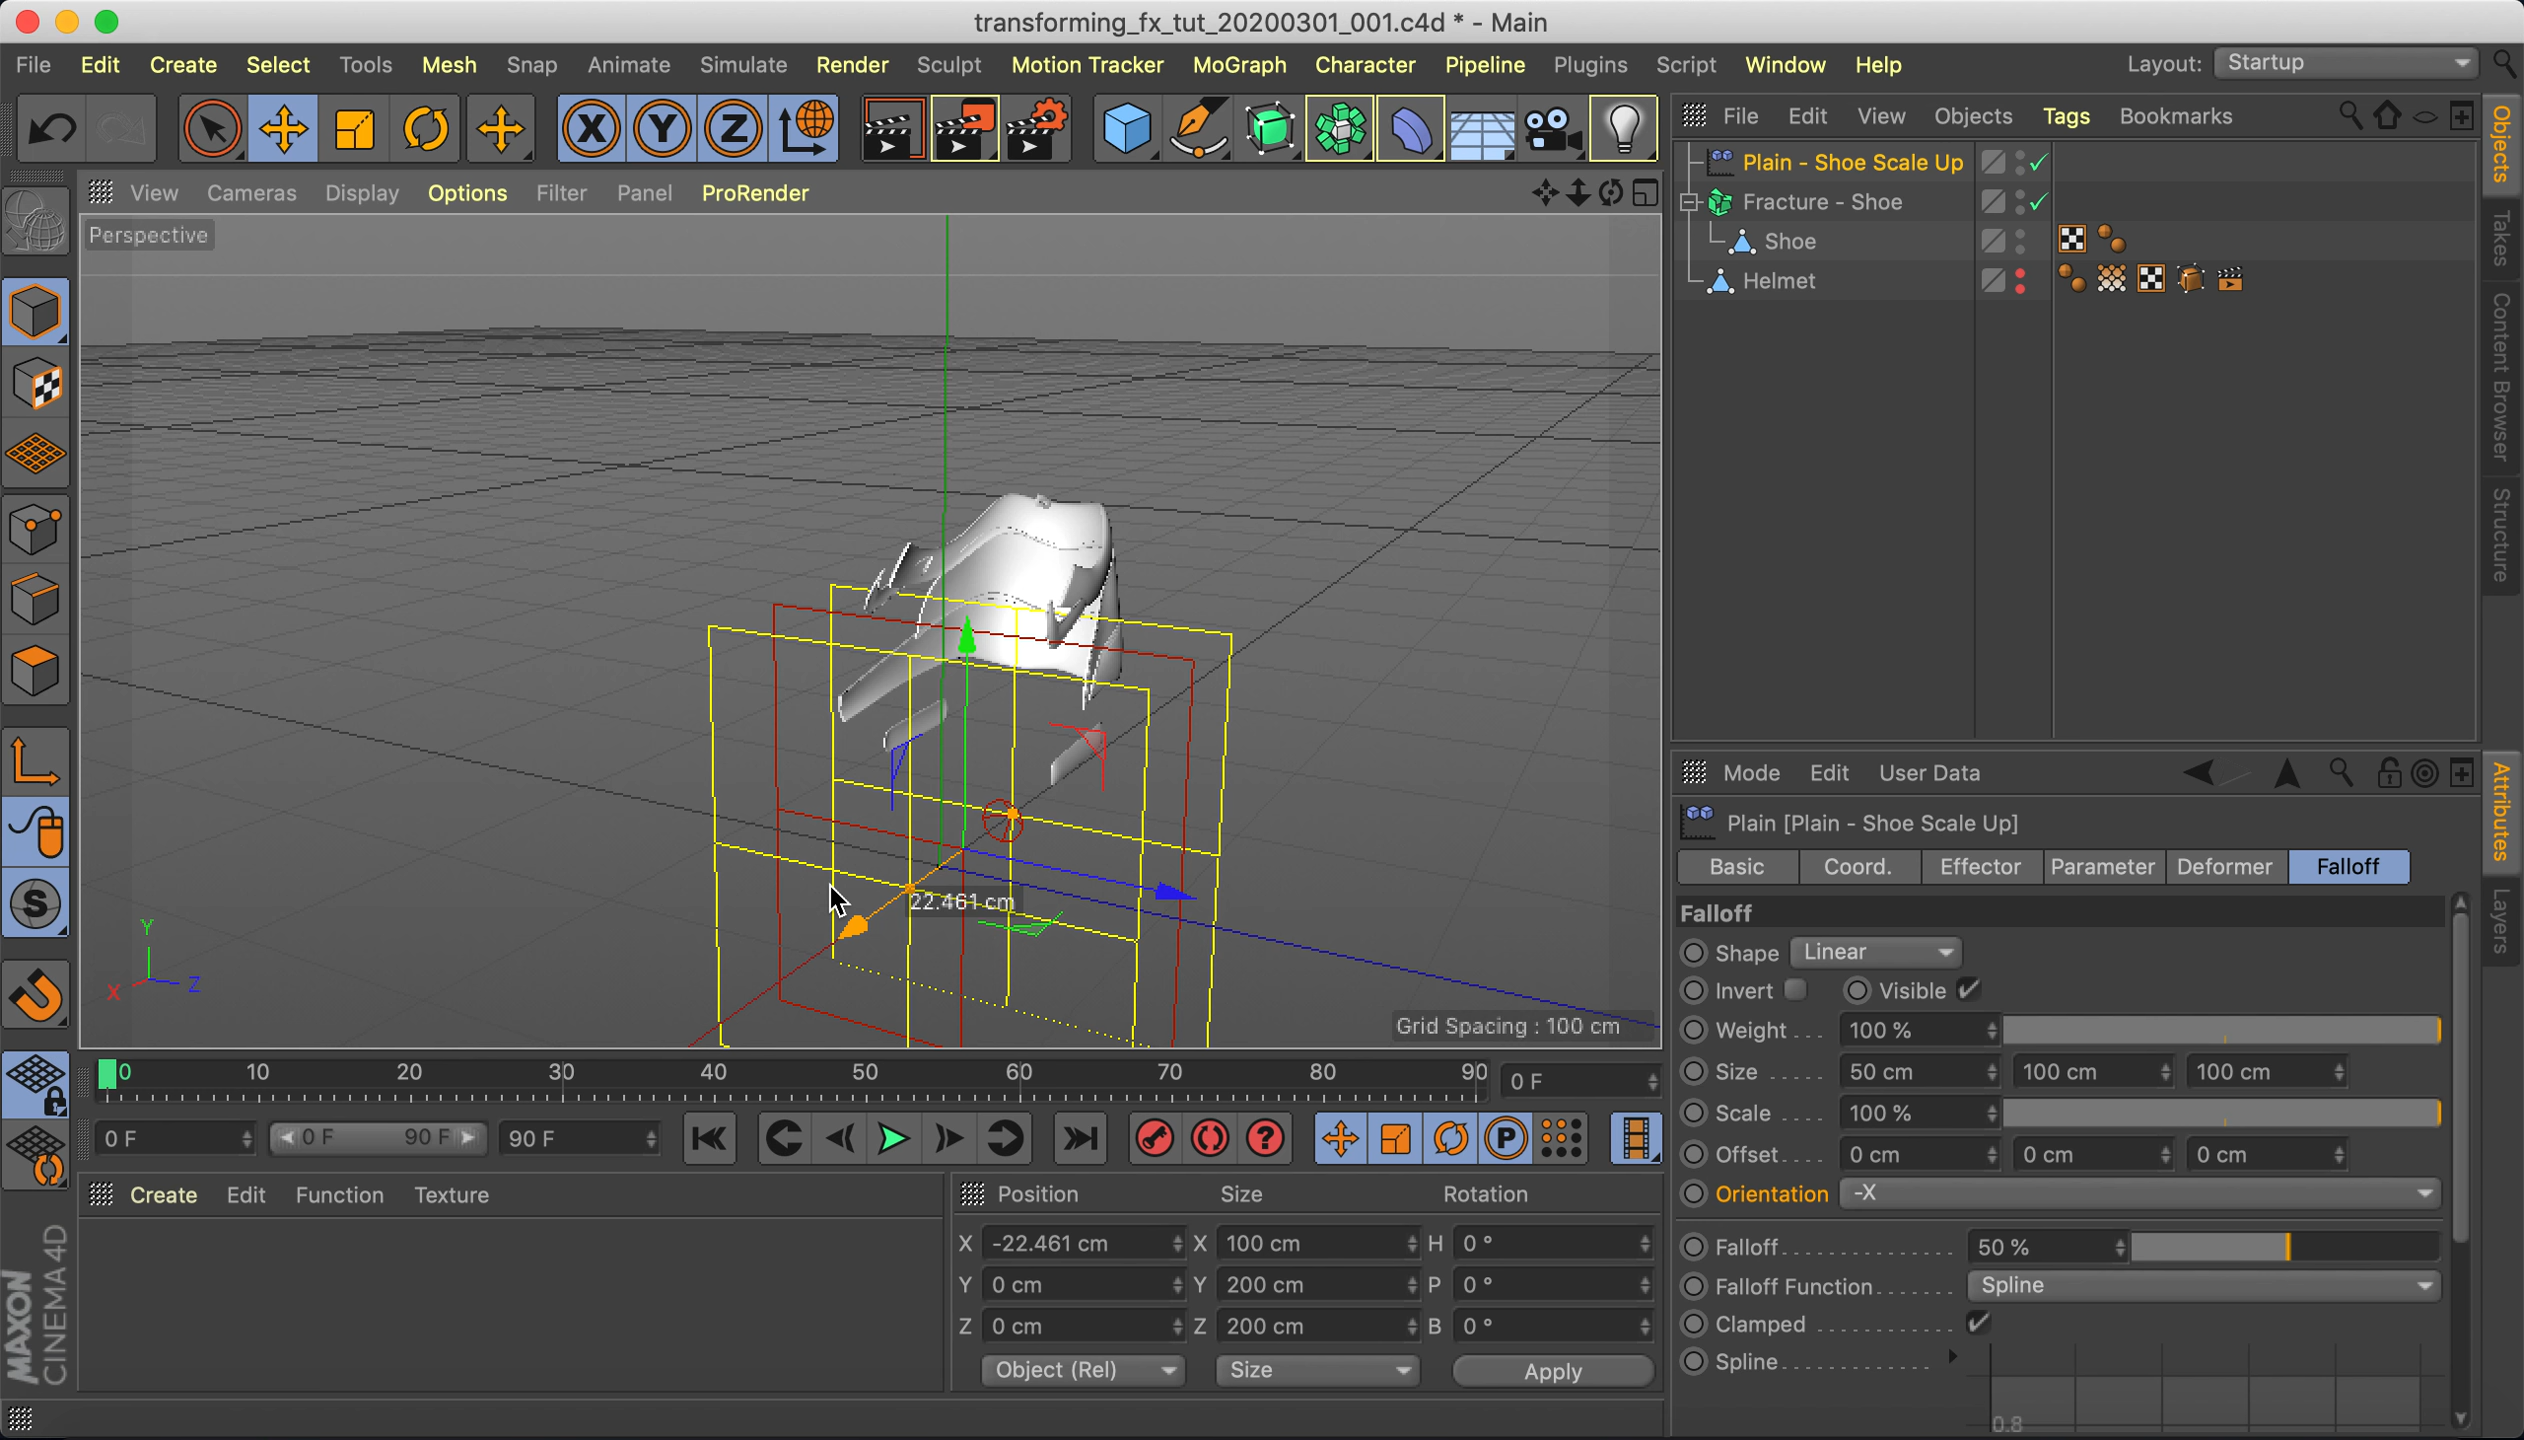 transforming_fx_tut_20200301_001.c4d * - Main
File Edit Create Select Tools Mesh Snap Animate Simulate Render Sculpt Motion Tracker MoGraph Character Pipeline Plugins Script Window Help Layout: Startup
X Y Z
File Edit View Objects Tags Bookmarks
Objects
Takes
Content Browser
Structure
Plain - Shoe Scale Up
Fracture - Shoe
Shoe
Helmet
View Cameras Display Options Filter Panel ProRender
Perspective
22.461 cm
Y
X Z
Grid Spacing : 100 cm
S
0 10 20 30 40 50 60 70 80 90 0 F
0 F 0 F 90 F 90 F ? P
Create Edit Function Texture
MAXON
CINEMA 4D
Position Size Rotation
X -22.461 cm X 100 cm H 0 °
Y 0 cm Y 200 cm P 0 °
Z 0 cm Z 200 cm B 0 °
Object (Rel) Size Apply
Mode Edit User Data
Attributes
Layers
Plain [Plain - Shoe Scale Up]
Basic Coord. Effector Parameter Deformer Falloff
Falloff
Shape Linear
Invert Visible
Weight . . . 100 %
Size ..... 50 cm 100 cm 100 cm
Scale .... 100 %
Offset.... 0 cm 0 cm 0 cm
Orientation -X
Falloff.............. 50 %
Falloff Function....... Spline
Clamped ............
Spline.............
0.8